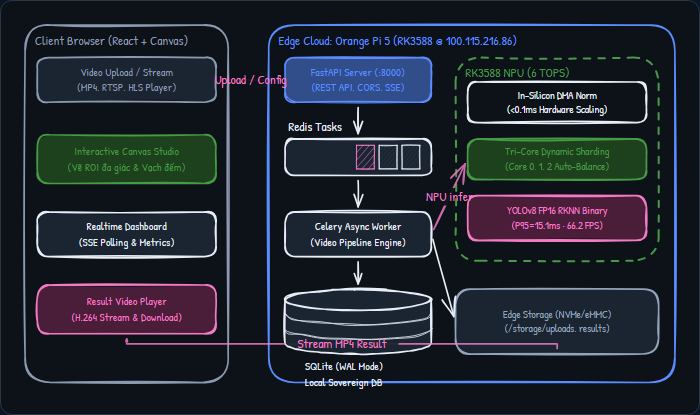 Client Browser (React + Canvas)
Video Upload / Stream
(MP4. RTSP. HLS Player)
Interactive Canvas Studio
(Vẽ ROI đa giác & Vạch đếm)
Realtime Dashboard
(SSE Polling & Metrics)
Result Video Player
(H.264 Stream & Download)
Upload / Config
Edge Cloud: Orange Pi 5 (RK3588 @ 100.115.216.86)
FastAPI Server (:8000)
(REST API. CORS. SSE)
Redis Tasks
Celery Async Worker
(Video Pipeline Engine)
NPU infer
RK3588 NPU (6 TOPS)
In-Silicon DMA Norm
(<0.1ms Hardware Scaling)
Tri-Core Dynamic Sharding
(Core 0. 1. 2 Auto-Balance)
YOLOv8 FP16 RKNN Binary
(P95=15.1ms · 66.2 FPS)
Edge Storage (NVMe/eMMC)
(/storage/uploads. results)
Stream MP4 Result
SQLite (WAL Mode)
Local Sovereign DB